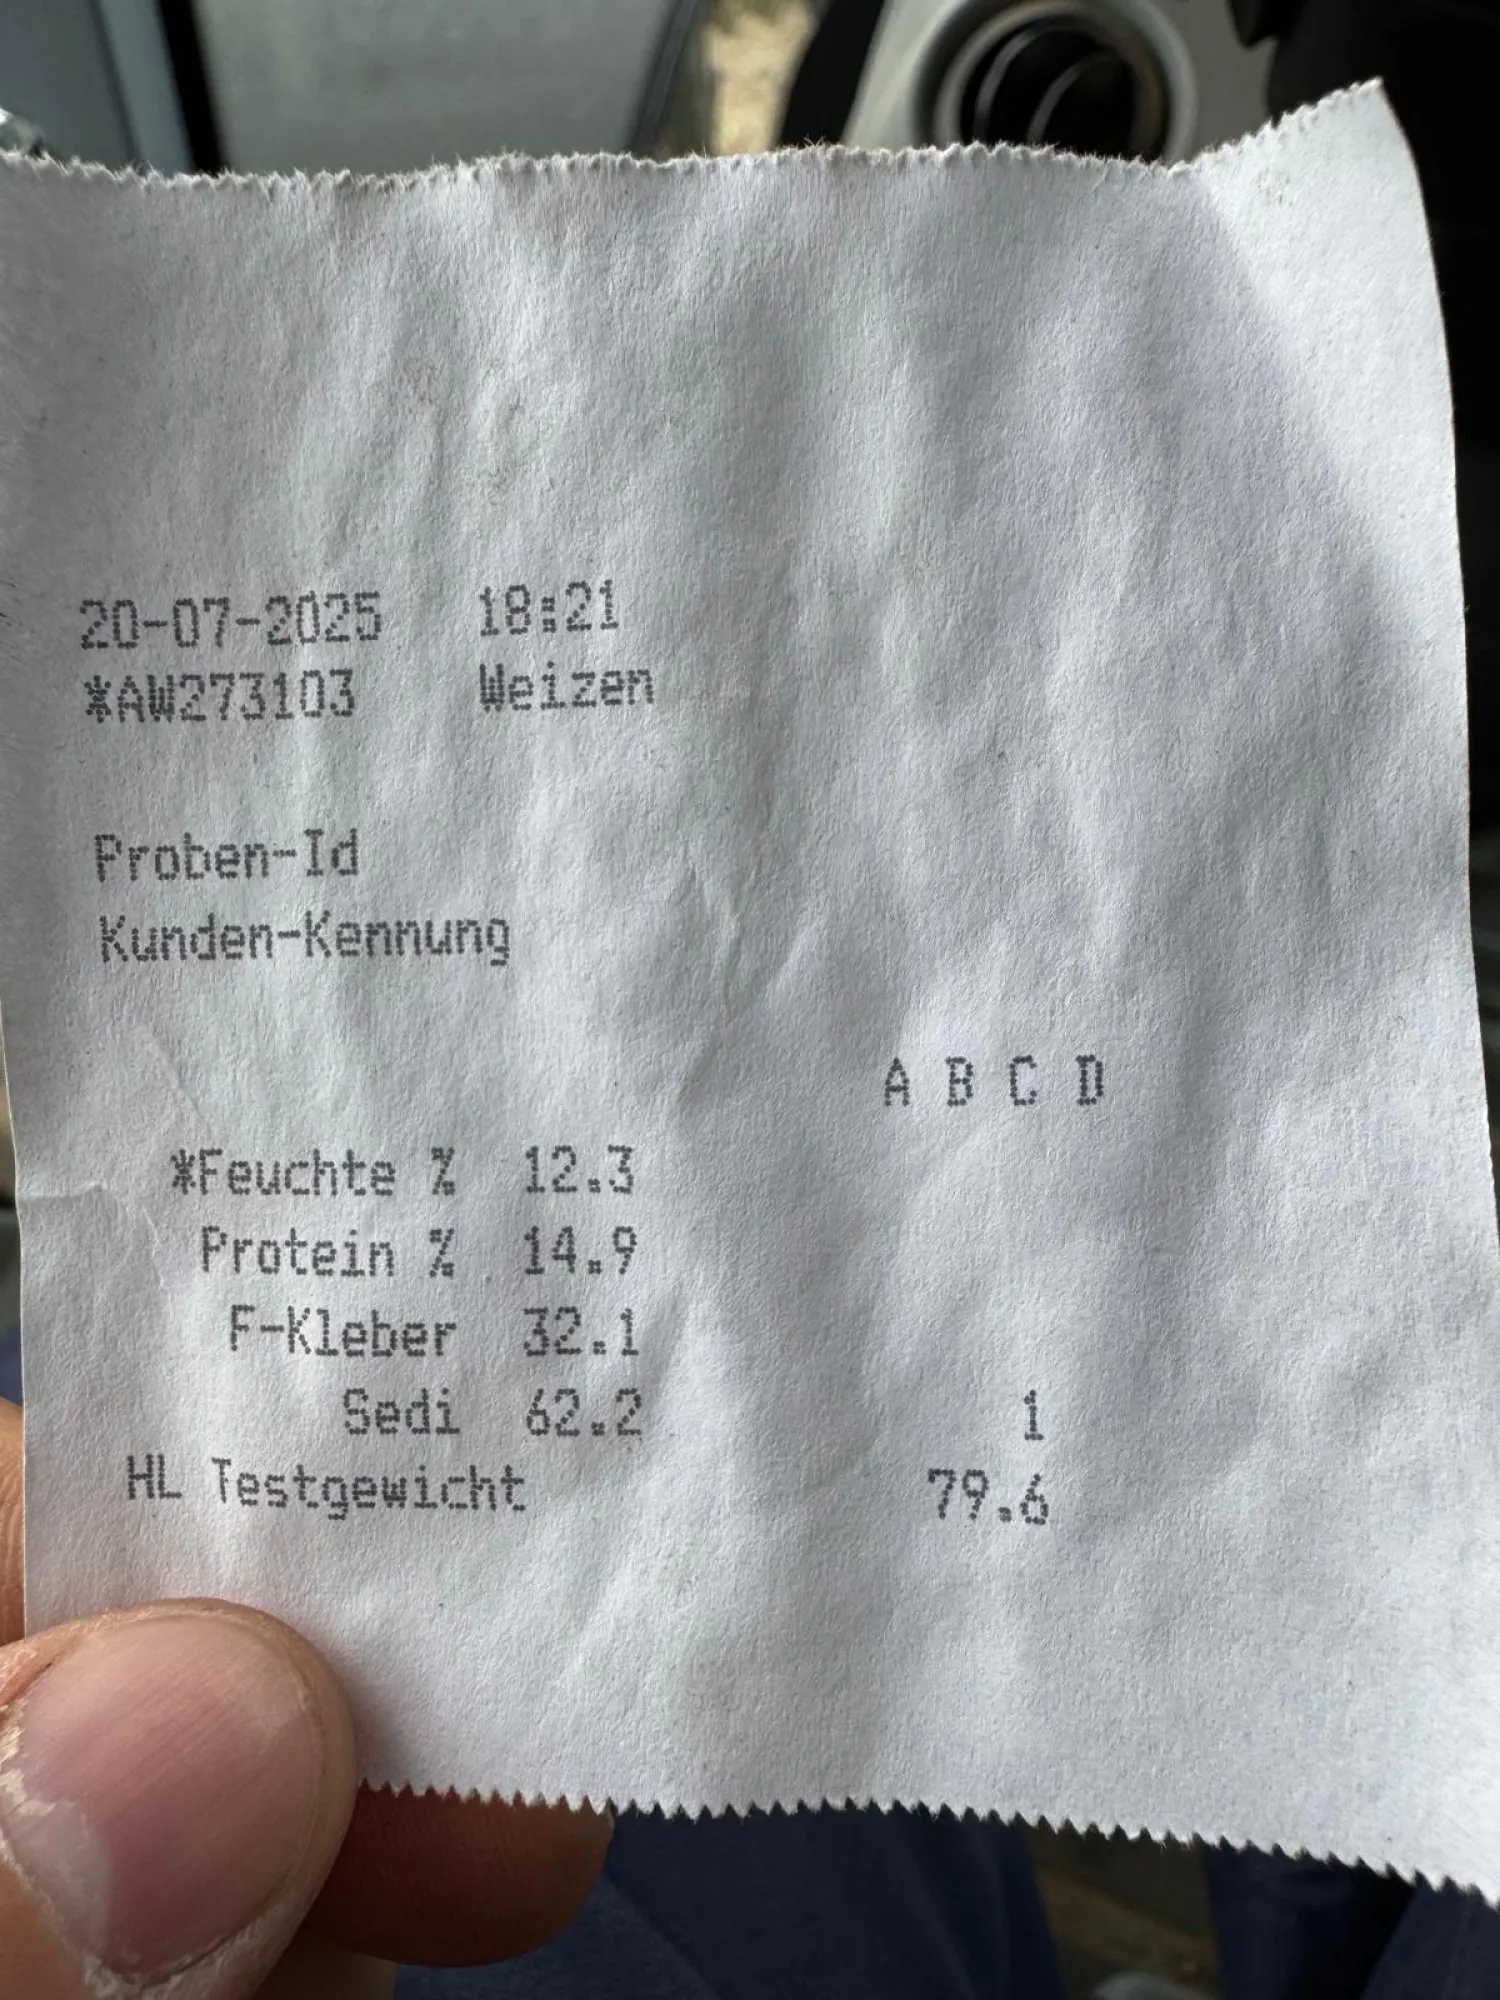 20-07-2025 18:21
*AW273103 Weizen
Proben-Id
Kunden-Kennung
A B C D
*Feuchte % 12.3
Protein % 14.9
F-Kleber 32.1
Sedi 62.2 1
HL Testgewicht 79.6